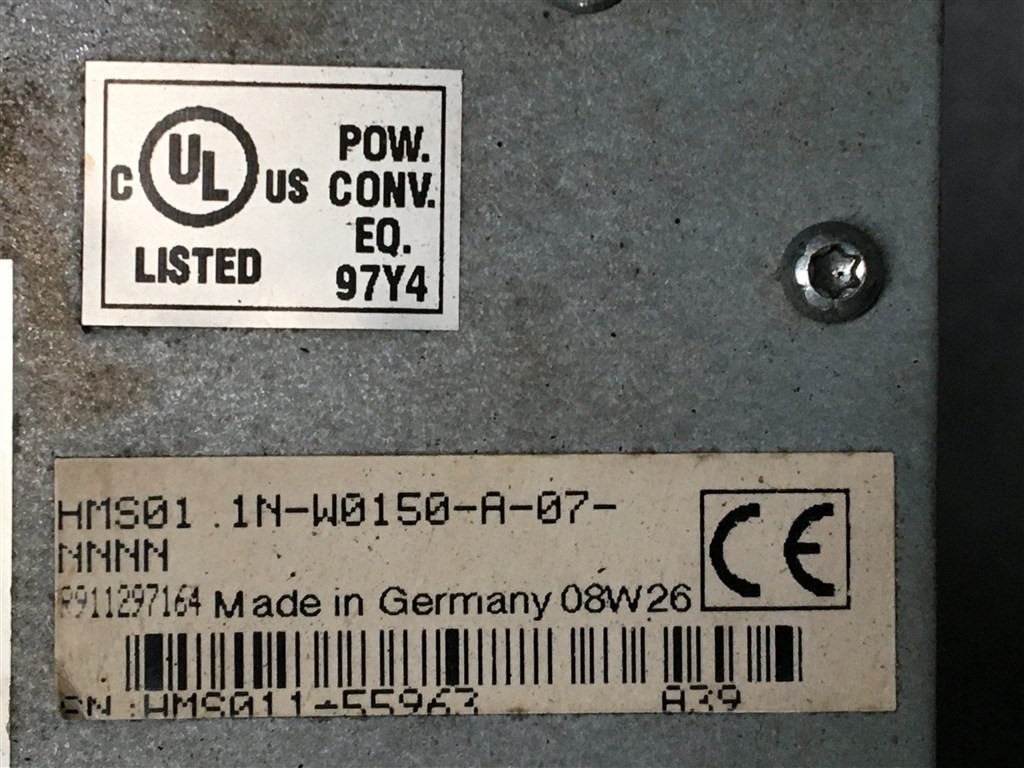 C UL US
LISTED
POW.
CONV.
EQ.
97Y4
HMS01.1N-W0150-A-07-
NNNN
R911297164 Made in Germany 08W26
CE
SN:HMS011-55963 A39